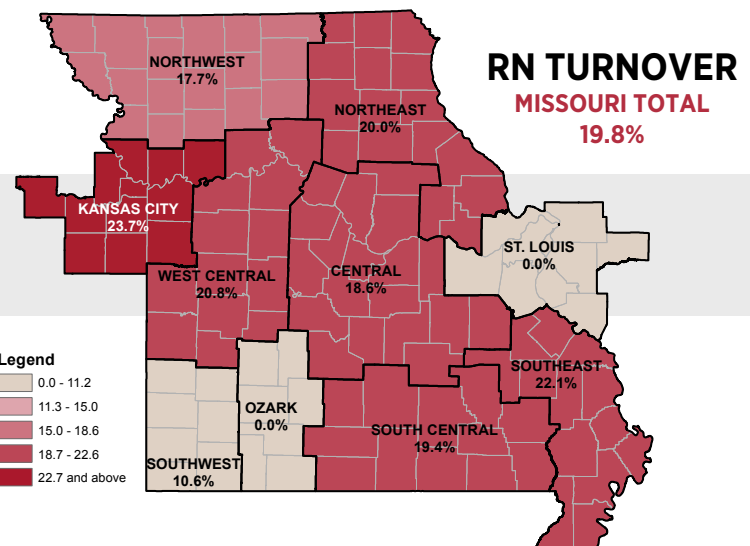 RN TURNOVER
MISSOURI TOTAL
19.8%
NORTHWEST
17.7%
NORTHEAST
20.0%
KANSAS CITY
23.7%
ST. LOUIS
0.0%
WEST CENTRAL
20.8%
CENTRAL
18.6%
SOUTHEAST
22.1%
OZARK
0.0%
SOUTH CENTRAL
19.4%
SOUTHWEST
10.6%
Legend
0.0 - 11.2
11.3 - 15.0
15.0 - 18.6
18.7 - 22.6
22.7 and above